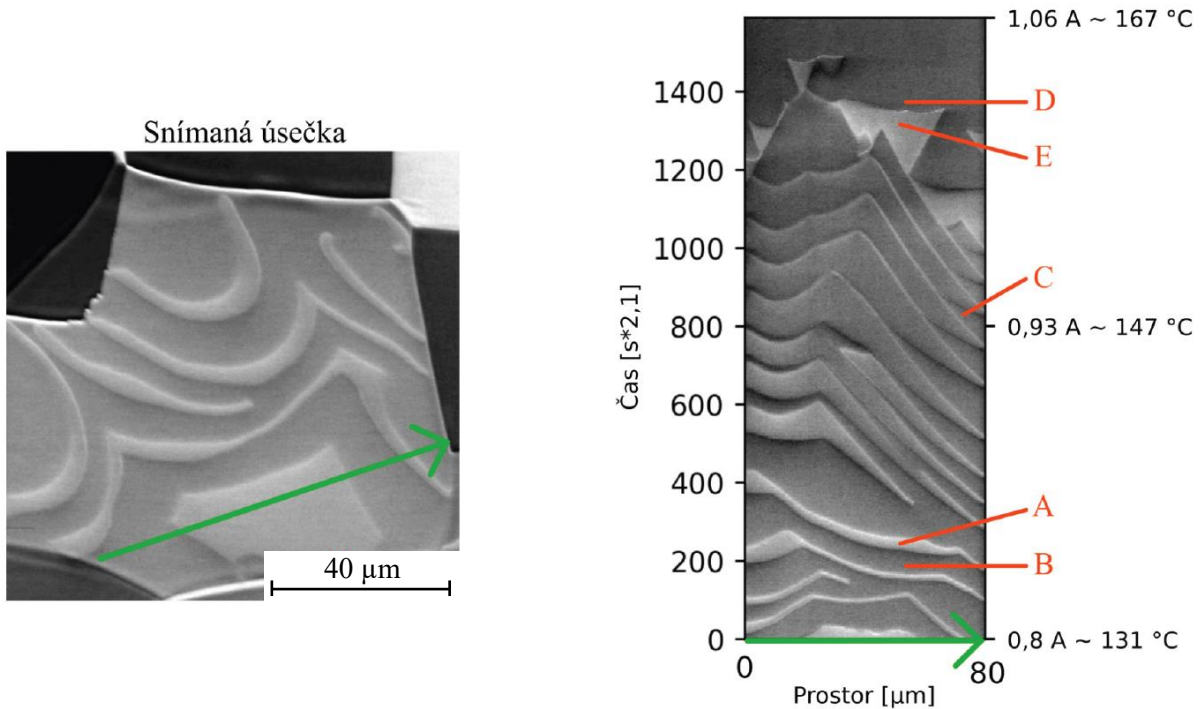 Snímaná úsečka
40 µm
Čas [s*2,1]
1400
1200
1000
800
600
400
200
0
0
80
Prostor [µm]
1,06 A ~ 167 °C
D
E
C
0,93 A ~ 147 °C
A
B
0,8 A ~ 131 °C